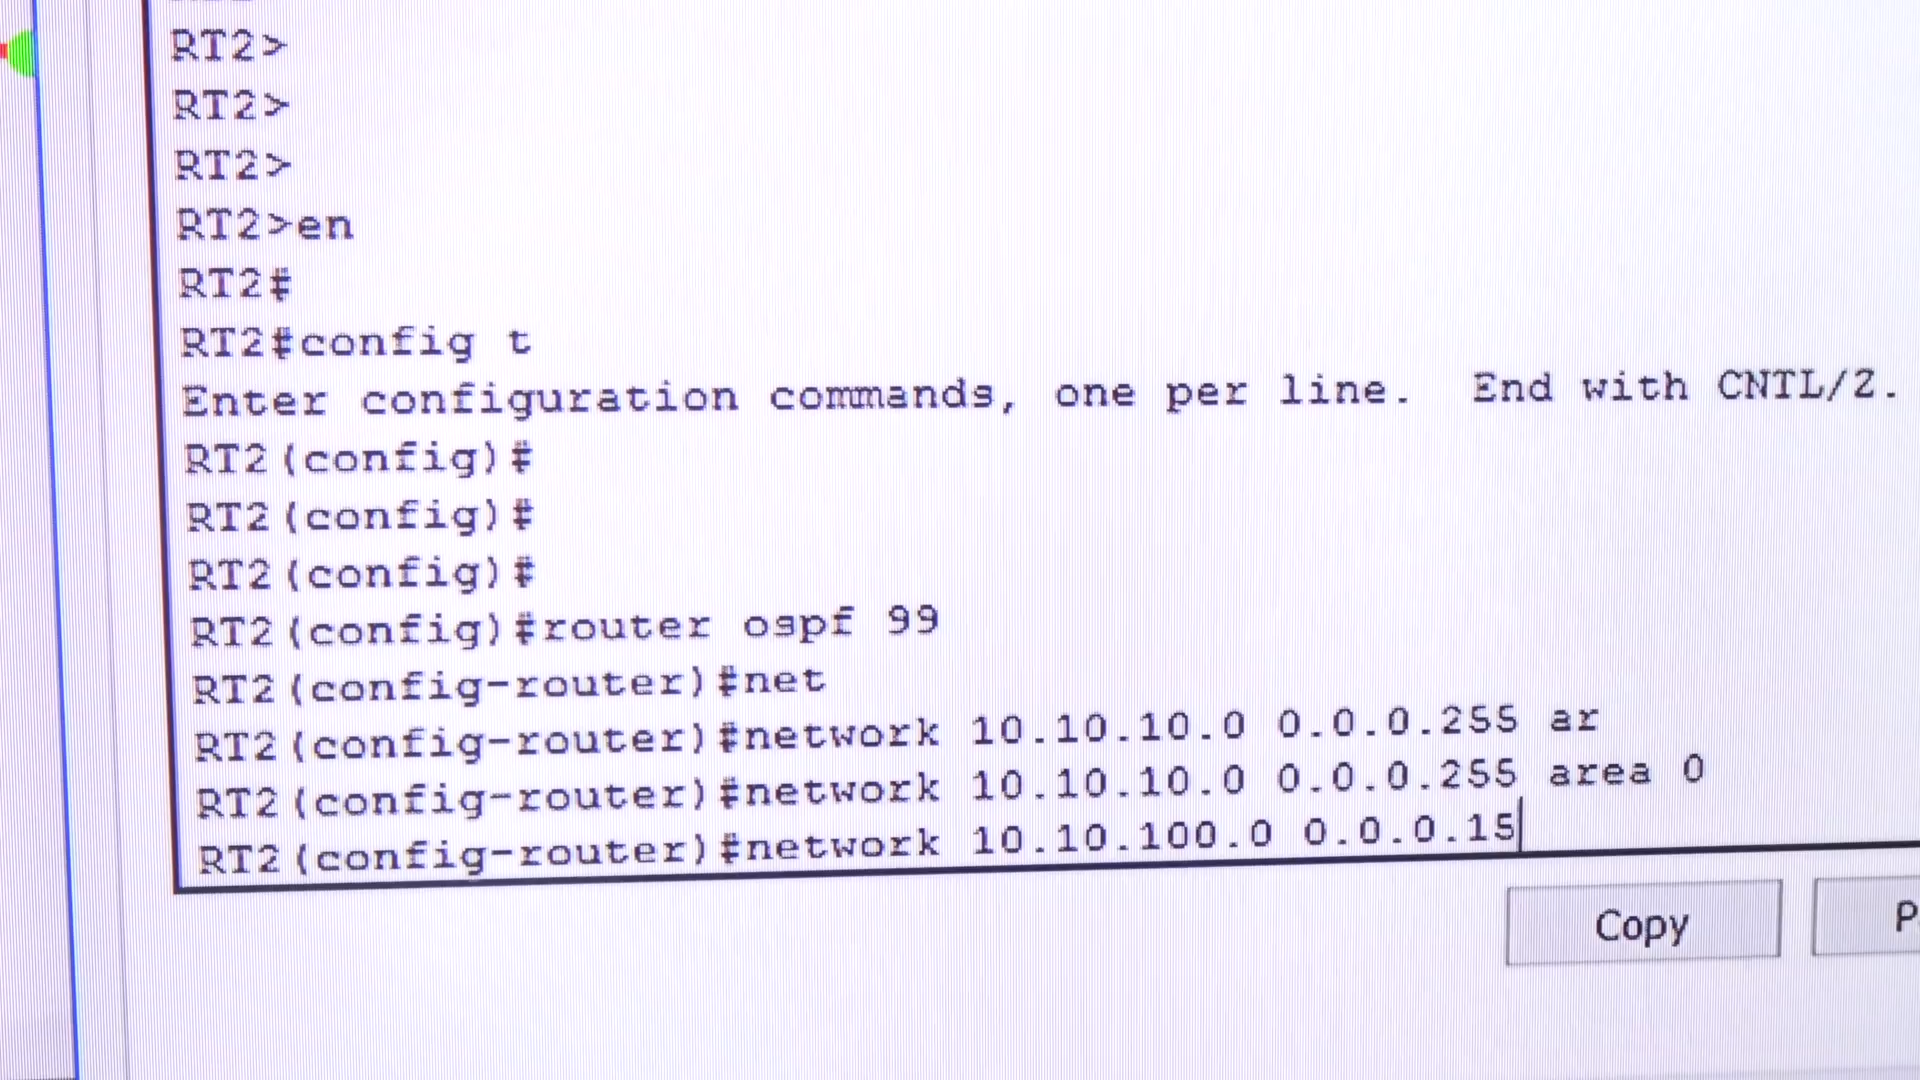 RT2>
RT2>
RT2>
RT2>en
RT2#
RT2#config t
Enter configuration commands, one per line.  End with CNTL/Z.
RT2(config)#
RT2(config)#
RT2(config)#
RT2(config)#router ospf 99
RT2(config-router)#net
RT2(config-router)#network 10.10.10.0 0.0.0.255 ar
RT2(config-router)#network 10.10.10.0 0.0.0.255 area 0
RT2(config-router)#network 10.10.100.0 0.0.0.15
Copy